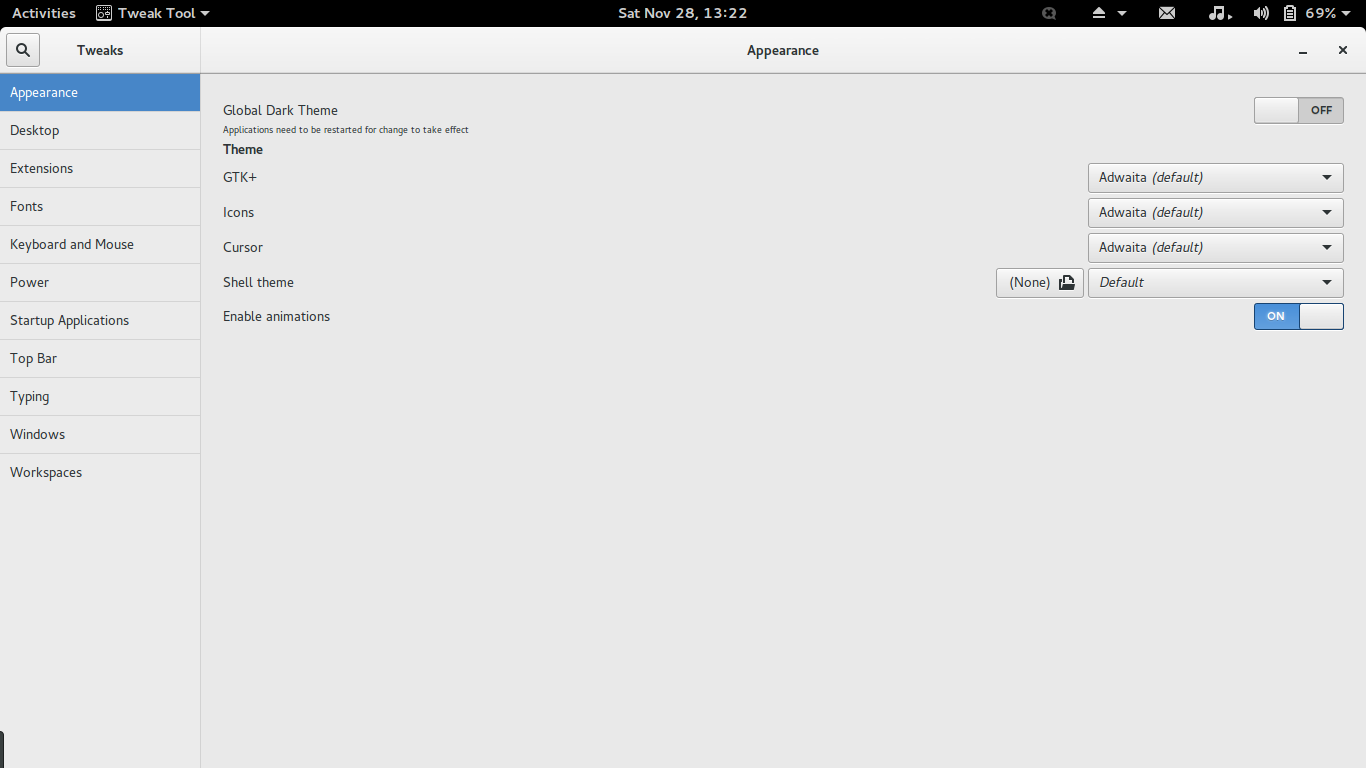 Activities Tweak Tool Sat Nov 28, 13:22 69%
Tweaks Appearance
Appearance
Desktop
Extensions
Fonts
Keyboard and Mouse
Power
Startup Applications
Top Bar
Typing
Windows
Workspaces
Global Dark Theme OFF
Applications need to be restarted for change to take effect
Theme
GTK+ Adwaita (default)
Icons Adwaita (default)
Cursor Adwaita (default)
Shell theme (None) Default
Enable animations ON